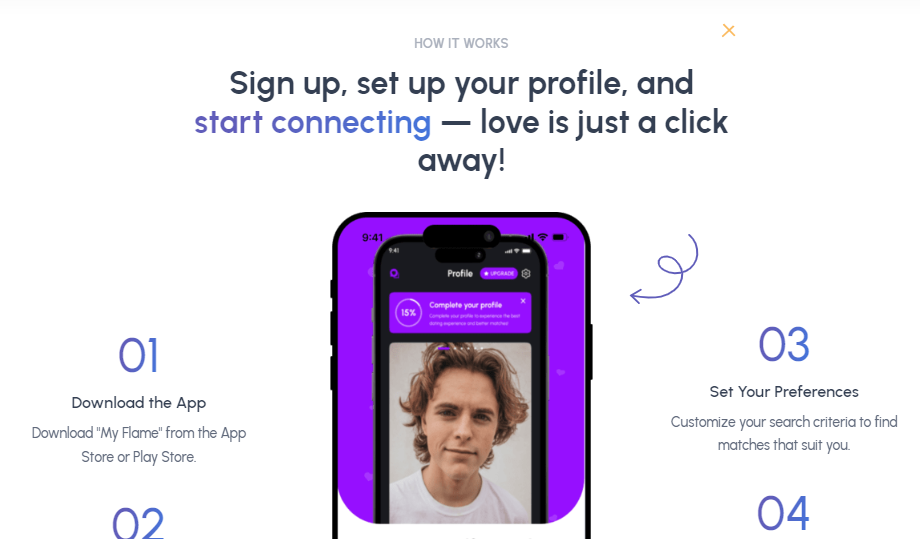 HOW IT WORKS
Sign up, set up your profile, and
start connecting — love is just a click
away!
9:41
9:41
Profile
UPGRADE
15%
Complete your profile
Complete your profile to experience the best
dating experience and better matches!
01
Download the App
Download "My Flame" from the App
Store or Play Store.
02
03
Set Your Preferences
Customize your search criteria to find
matches that suit you.
04